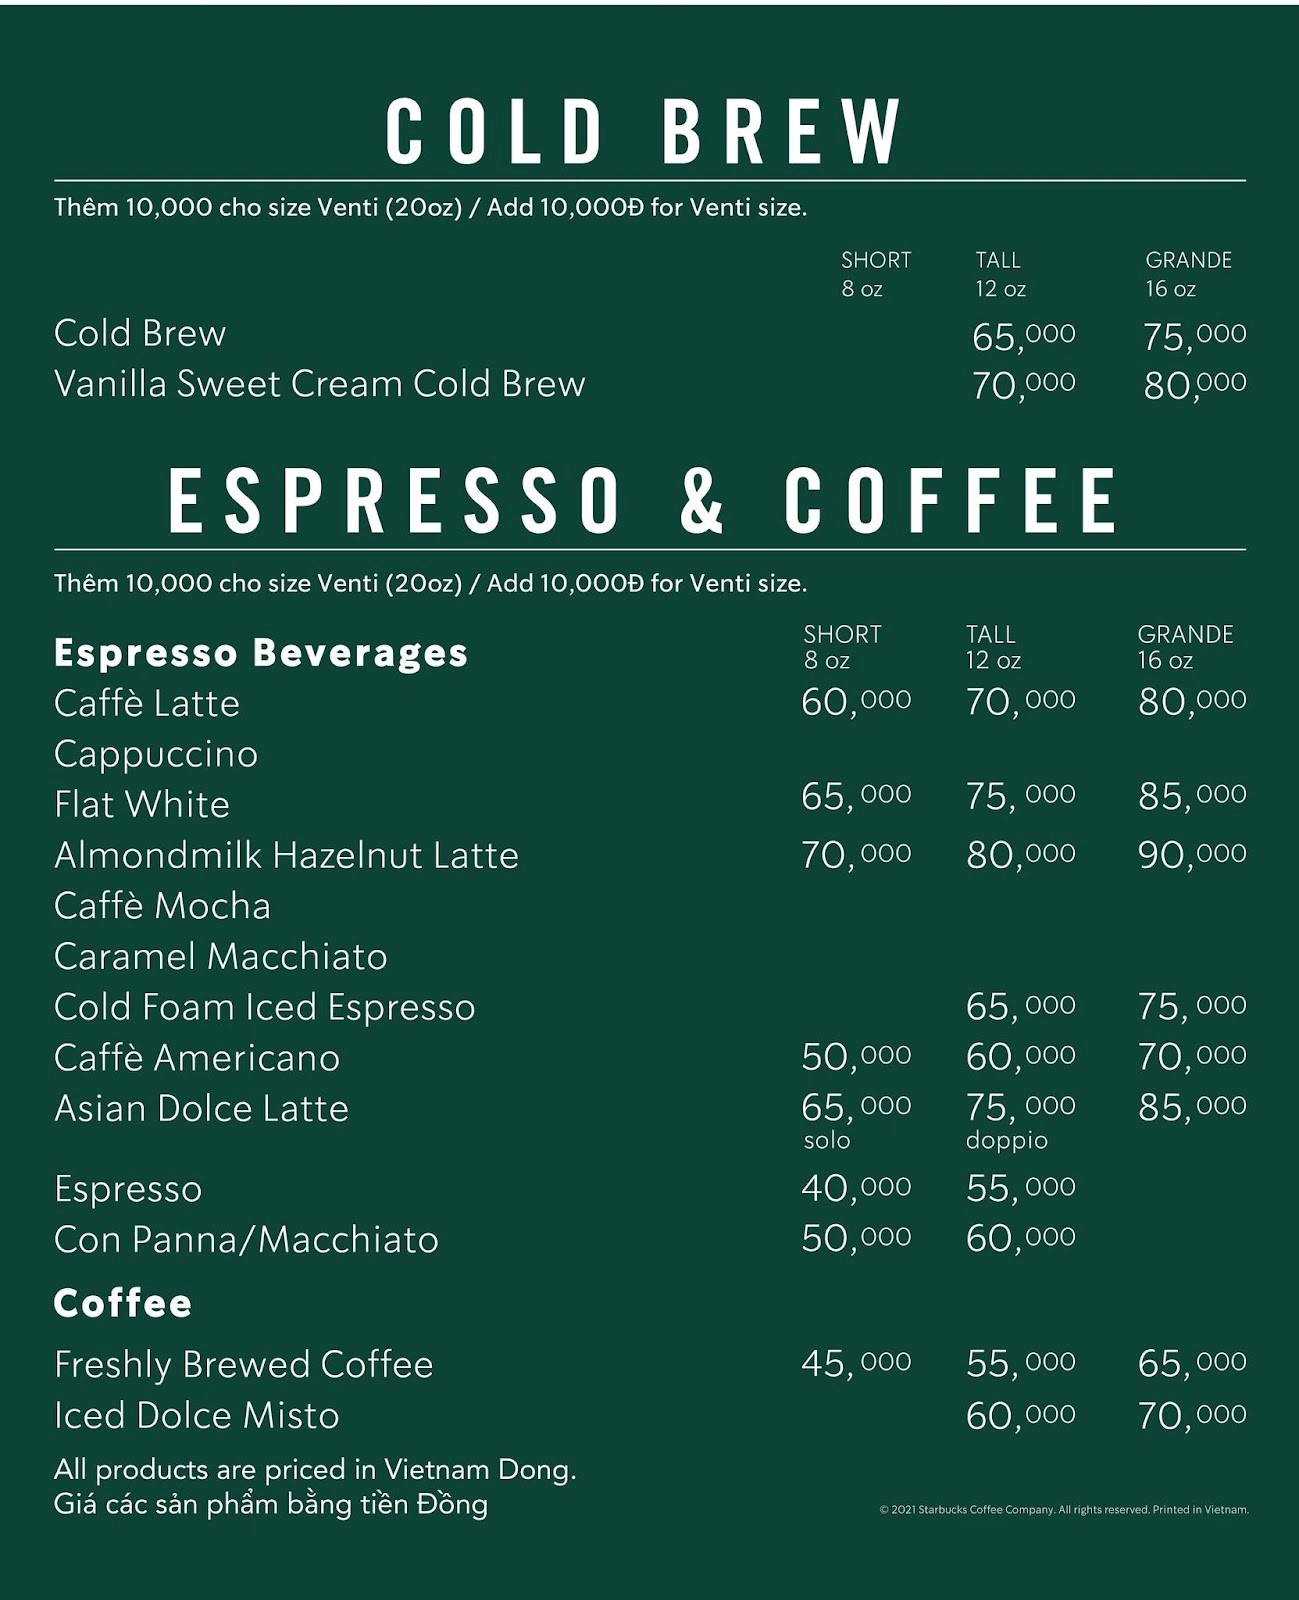 COLD BREW
Thêm 10,000 cho size Venti (20oz) / Add 10,000Đ for Venti size.
SHORT TALL GRANDE
8 oz 12 oz 16 oz
Cold Brew 65,000 75,000
Vanilla Sweet Cream Cold Brew 70,000 80,000
ESPRESSO & COFFEE
Thêm 10,000 cho size Venti (20oz) / Add 10,000Đ for Venti size.
SHORT TALL GRANDE
Espresso Beverages 8 oz 12 oz 16 oz
Caffè Latte 60,000 70,000 80,000
Cappuccino
Flat White 65,000 75,000 85,000
Almondmilk Hazelnut Latte 70,000 80,000 90,000
Caffè Mocha
Caramel Macchiato
Cold Foam Iced Espresso 65,000 75,000
Caffè Americano 50,000 60,000 70,000
Asian Dolce Latte 65,000 75,000 85,000
solo doppio
Espresso 40,000 55,000
Con Panna/Macchiato 50,000 60,000
Coffee
Freshly Brewed Coffee 45,000 55,000 65,000
Iced Dolce Misto 60,000 70,000
All products are priced in Vietnam Dong.
Giá các sản phẩm bằng tiền Đồng
© 2021 Starbucks Coffee Company. All rights reserved. Printed in Vietnam.